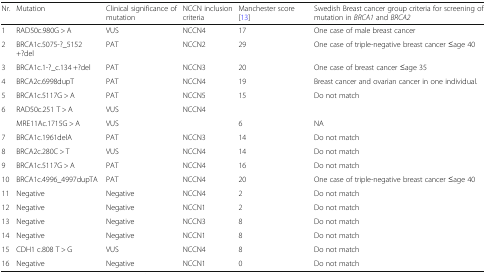 Nr. Mutation Clinical significance of mutation NCCN inclusion criteria Manchester score [13] Swedish Breast cancer group criteria for screening of mutation in BRCA1 and BRCA2
1 RAD50c.980G > A VUS NCCN4 17 One case of male breast cancer
2 BRCA1c.5075-?_5152 +?del PAT NCCN2 29 One case of triple-negative breast cancer ≤age 40
3 BRCA1c.1-?_c.134 +?del PAT NCCN3 20 One case of breast cancer ≤age 35
4 BRCA2c.6998dupT PAT NCCN4 19 Breast cancer and ovarian cancer in one individual.
5 BRCA1c.5117G > A PAT NCCN5 15 Do not match
6 RAD50c.251 T > A VUS NCCN4
MRE11Ac.1715G > A VUS 6 NA
7 BRCA1c.1961delA PAT NCCN3 14 Do not match
8 BRCA2c.280C > T VUS NCCN4 14 Do not match
9 BRCA1c.5117G > A PAT NCCN4 16 Do not match
10 BRCA1c.4996_4997dupTA PAT NCCN4 20 One case of triple-negative breast cancer ≤age 40
11 Negative Negative NCCN4 2 Do not match
12 Negative Negative NCCN1 2 Do not match
13 Negative Negative NCCN3 8 Do not match
14 Negative Negative NCCN1 8 Do not match
15 CDH1 c.808 T > G VUS NCCN4 8 Do not match
16 Negative Negative NCCN1 0 Do not match